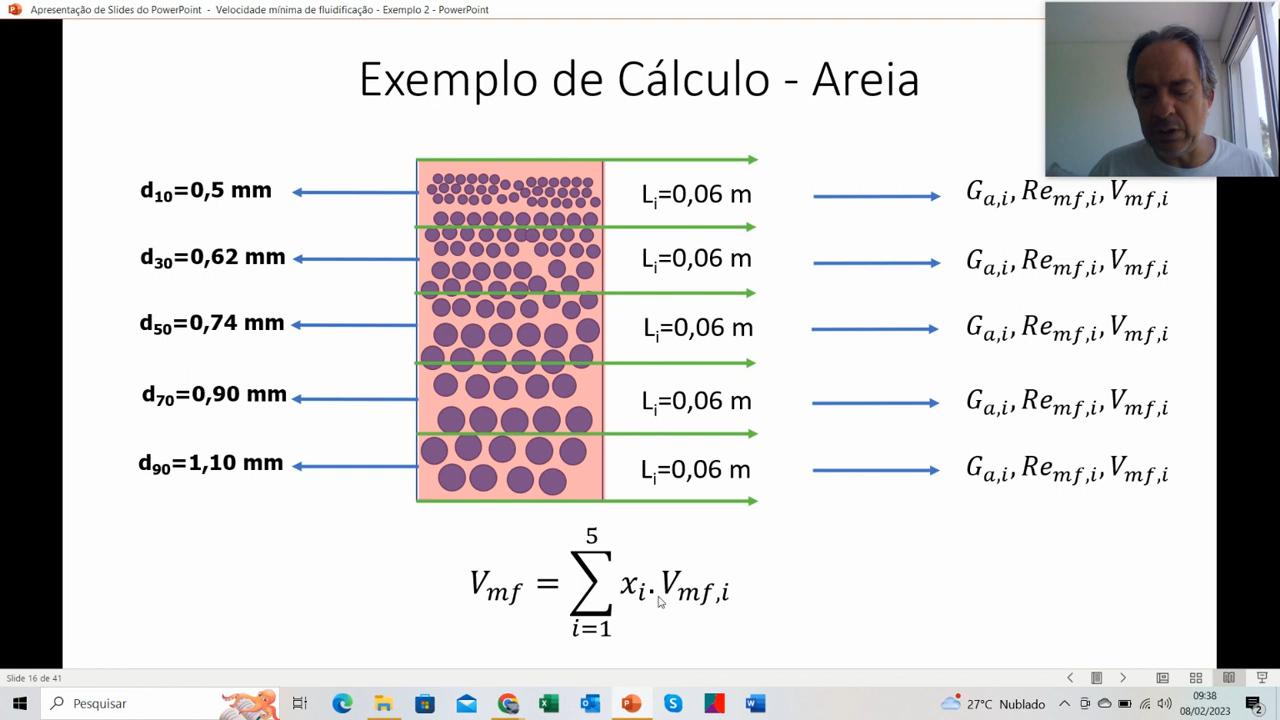 Apresentação de Slides do PowerPoint - Velocidade mínima de fluidificação - Exemplo 2 - PowerPoint
Exemplo de Cálculo - Areia
d10=0,5 mm
Li=0,06 m
Ga,i, Remf,i, Vmf,i
d30=0,62 mm
Li=0,06 m
Ga,i, Remf,i, Vmf,i
d50=0,74 mm
Li=0,06 m
Ga,i, Remf,i, Vmf,i
d70=0,90 mm
Li=0,06 m
Ga,i, Remf,i, Vmf,i
d90=1,10 mm
Li=0,06 m
Ga,i, Remf,i, Vmf,i
5
Vmf = ∑ xi.Vmf,i
i=1
Slide 16 de 41
Pesquisar
27°C Nublado
09:38
08/02/2023
2